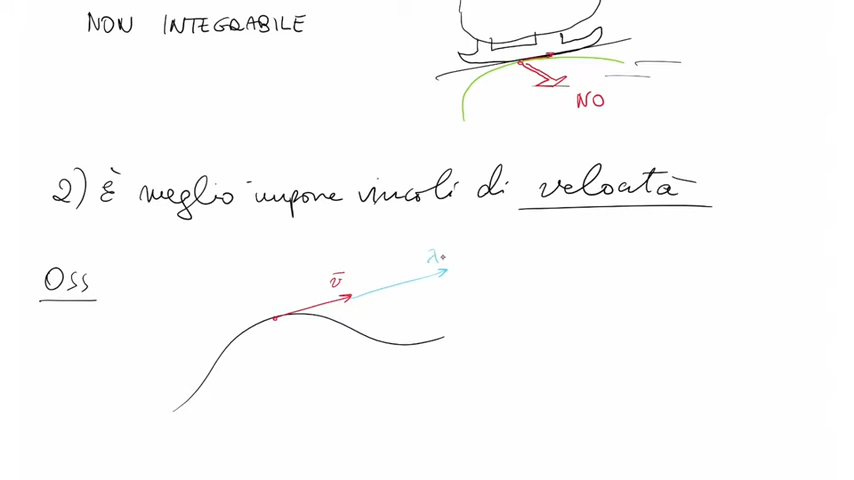 NON INTEGRABILE
NO
2) È meglio imporre vincoli di velocità
Oss
v̄
λ